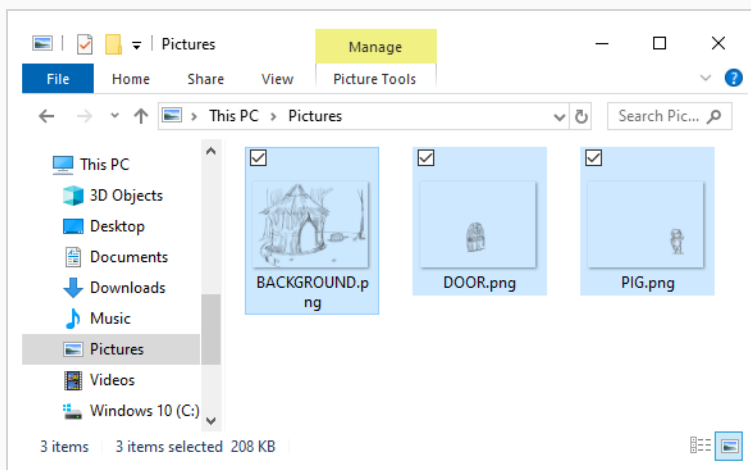 Pictures
Manage
File Home Share View Picture Tools
This PC Pictures
Search Pic...
This PC
3D Objects
Desktop
Documents
Downloads
Music
Pictures
Videos
Windows 10 (C:)
BACKGROUND.p
ng
DOOR.png
PIG.png
3 items 3 items selected 208 KB